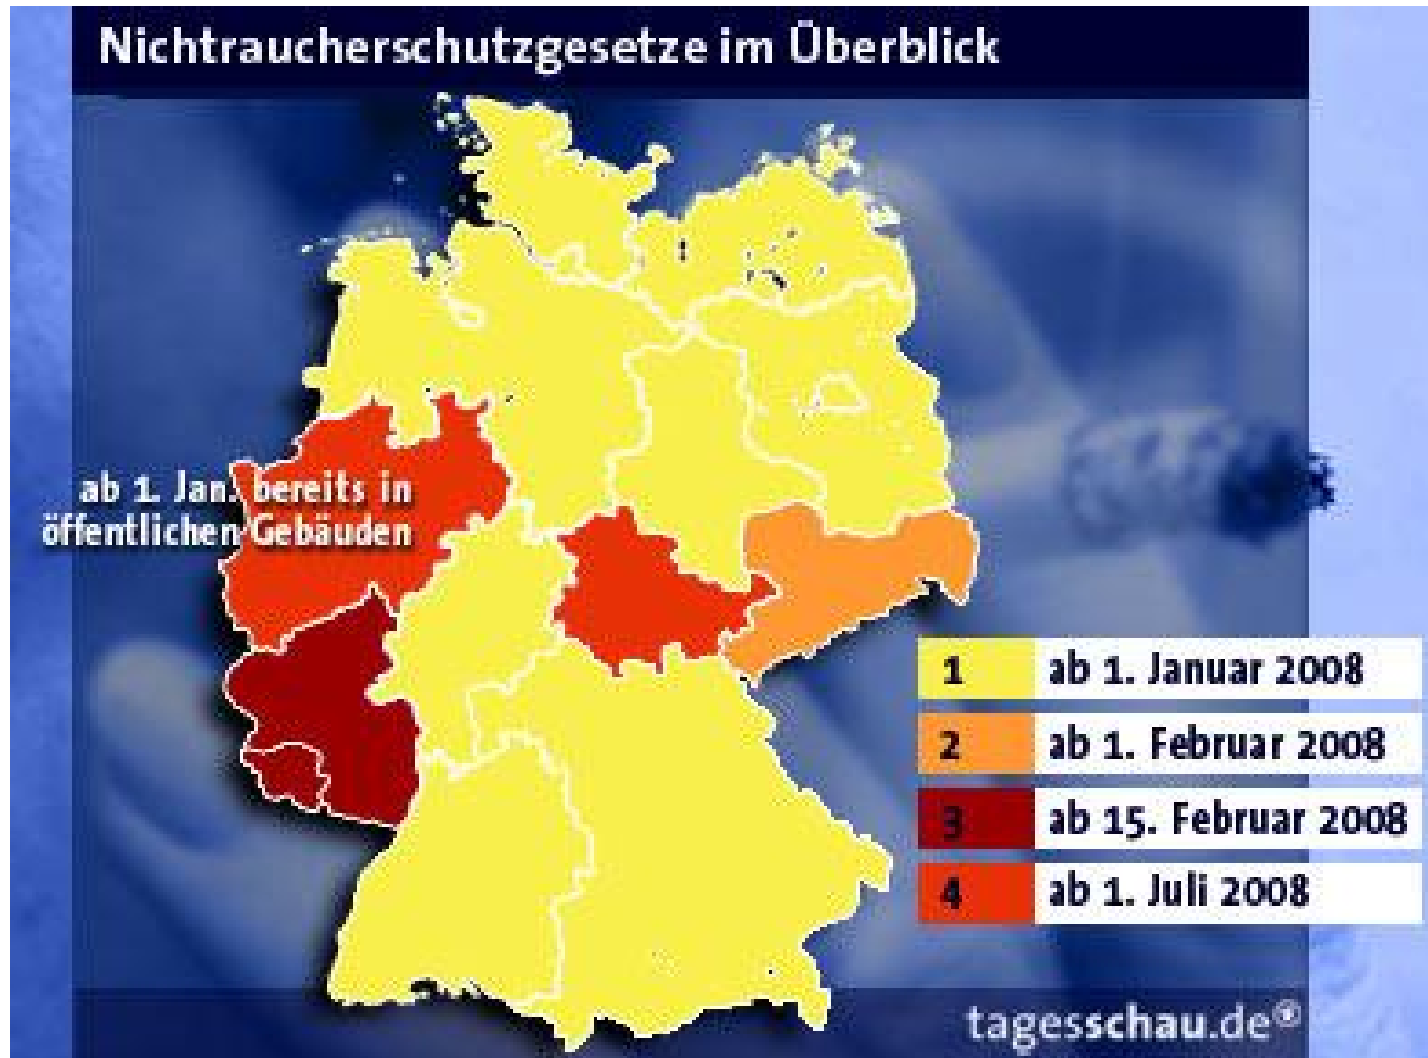 Nichtraucherschutzgesetze im Überblick
ab 1. Jan. bereits in
öffentlichen Gebäuden
1 ab 1. Januar 2008
2 ab 1. Februar 2008
3 ab 15. Februar 2008
4 ab 1. Juli 2008
tagesschau.de®